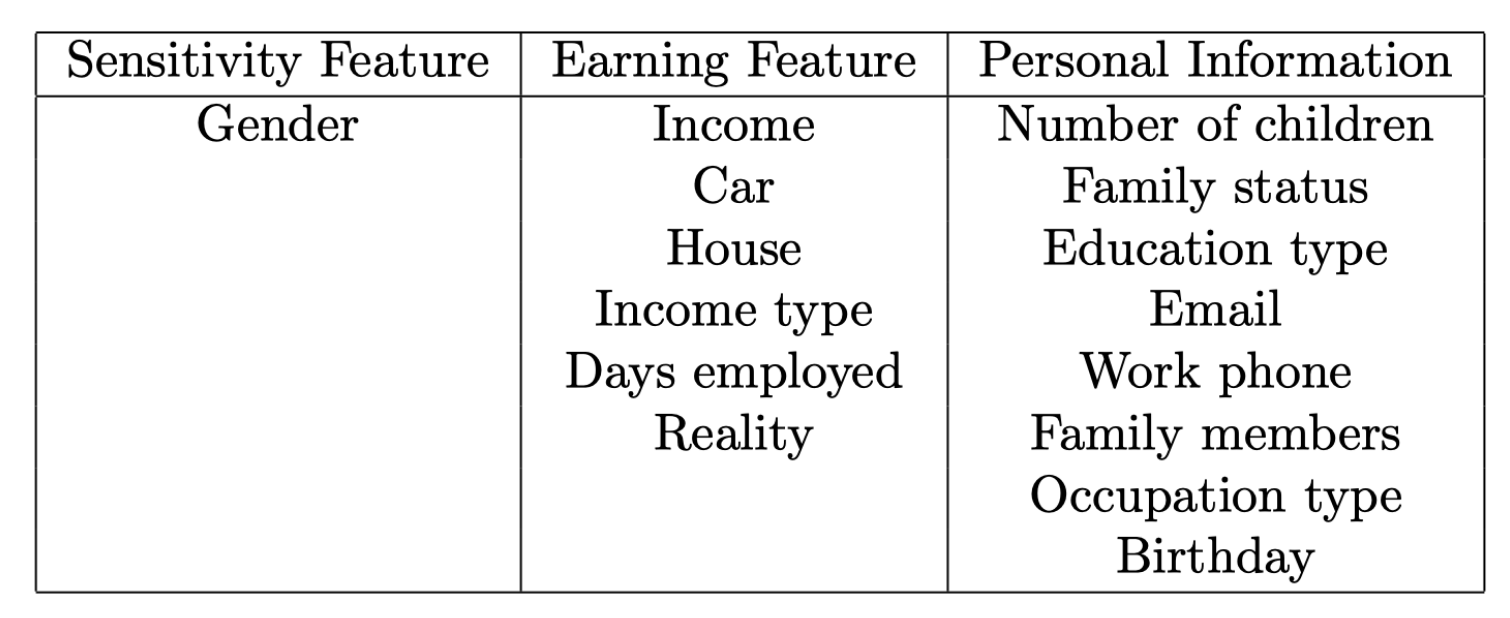 Sensitivity Feature Earning Feature Personal Information
Gender Income Number of children
Car Family status
House Education type
Income type Email
Days employed Work phone
Reality Family members
Occupation type
Birthday